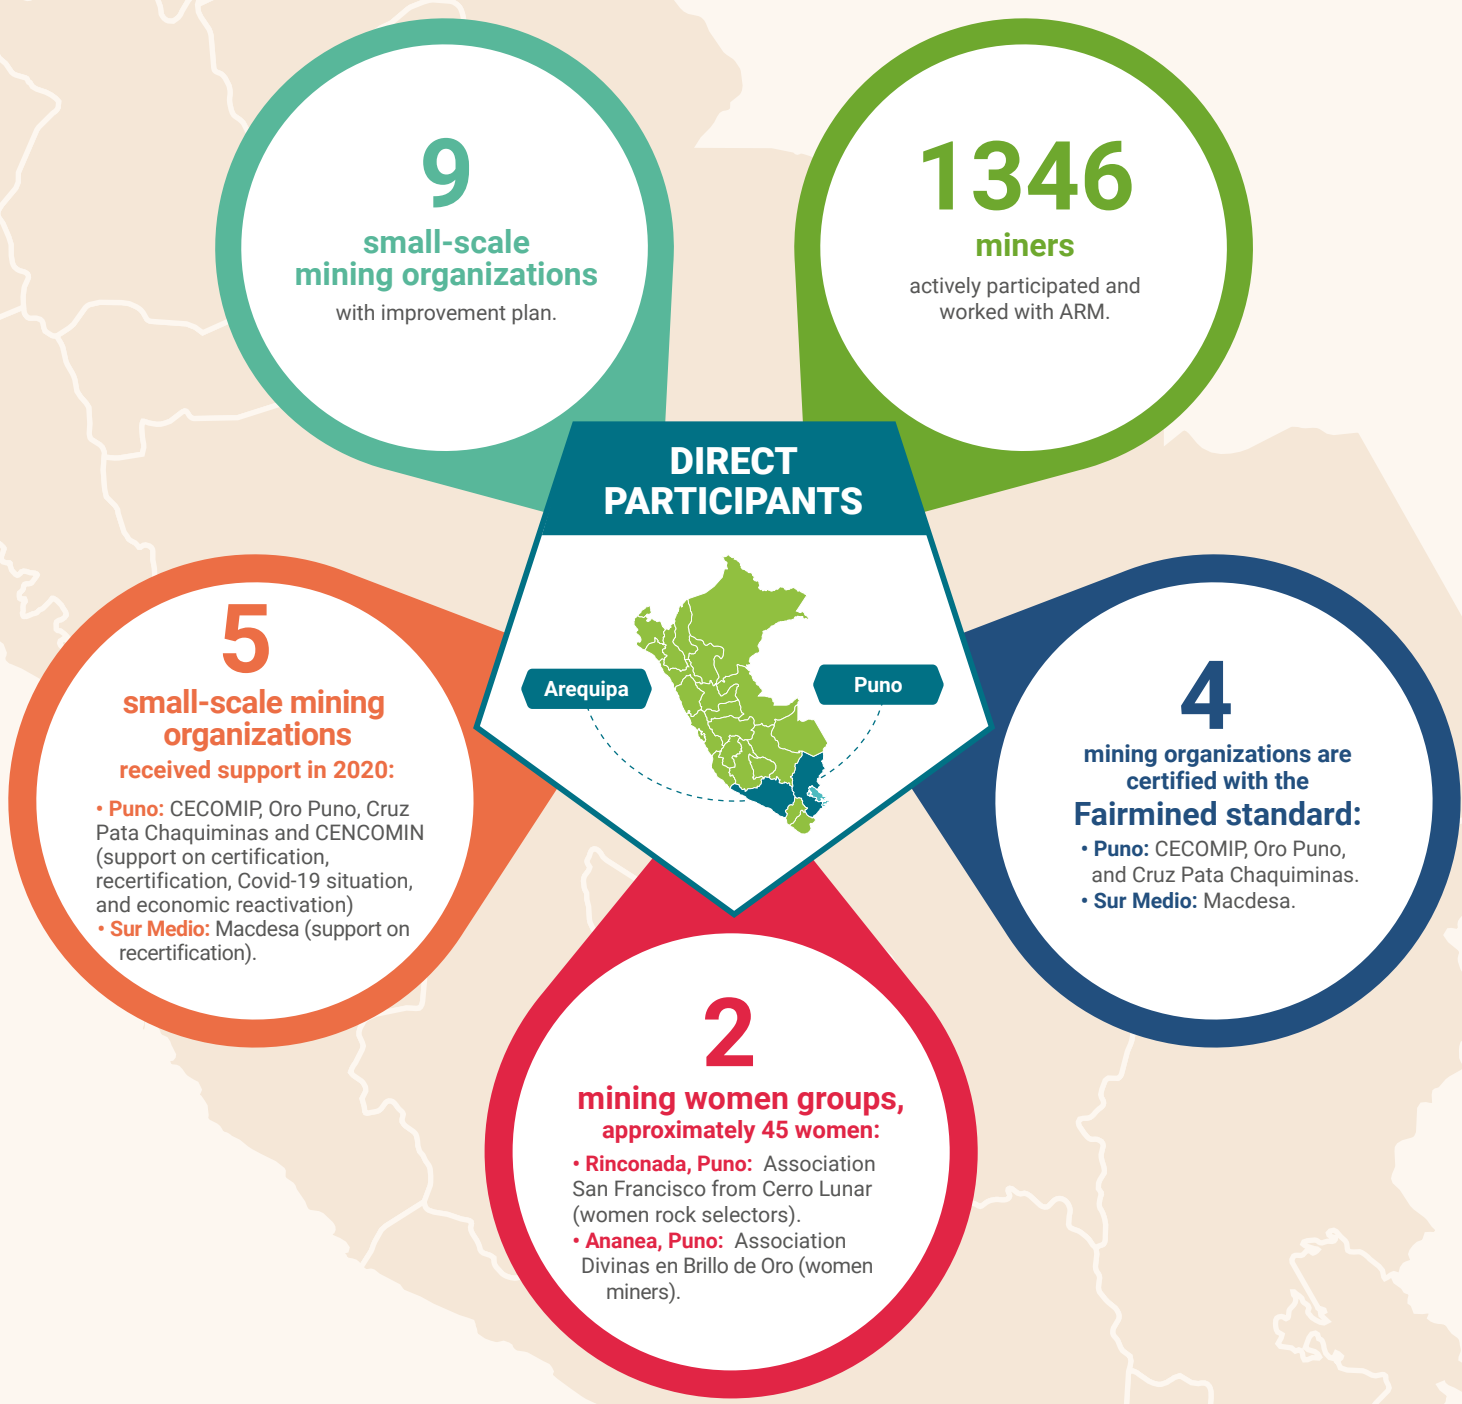 9
small-scale
mining organizations
with improvement plan.
1346
miners
actively participated and
worked with ARM.
DIRECT
PARTICIPANTS
Arequipa
Puno
5
small-scale mining
organizations
received support in 2020:
• Puno: CECOMIP, Oro Puno, Cruz
Pata Chaquiminas and CENCOMIN
(support on certification,
recertification, Covid-19 situation,
and economic reactivation)
• Sur Medio: Macdesa (support on
recertification).
4
mining organizations are
certified with the
Fairmined standard:
• Puno: CECOMIP, Oro Puno,
and Cruz Pata Chaquiminas.
• Sur Medio: Macdesa.
2
mining women groups,
approximately 45 women:
• Rinconada, Puno: Association
San Francisco from Cerro Lunar
(women rock selectors).
• Ananea, Puno: Association
Divinas en Brillo de Oro (women
miners).